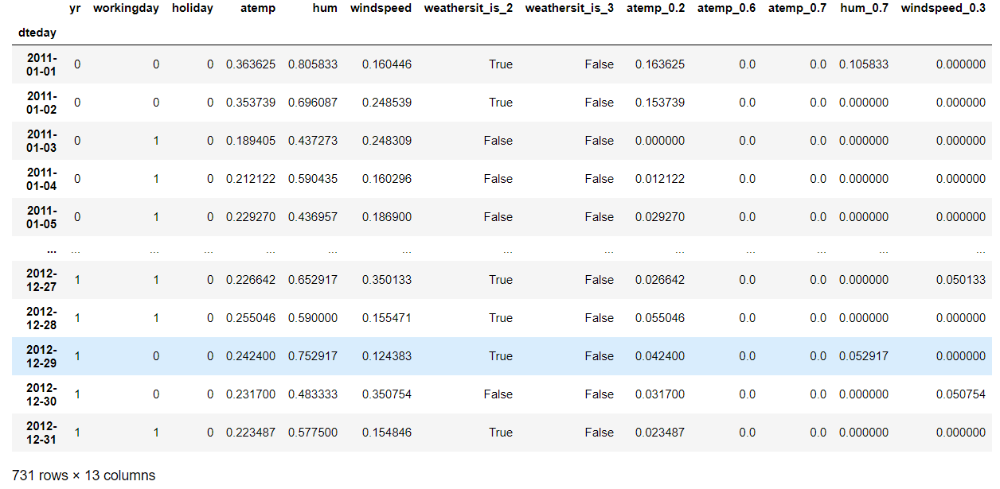 yr workingday holiday atemp hum windspeed weathersit_is_2 weathersit_is_3 atemp_0.2 atemp_0.6 atemp_0.7 hum_0.7 windspeed_0.3
dteday
2011-01-01 0 0 0 0.363625 0.805833 0.160446 True False 0.163625 0.0 0.0 0.105833 0.000000
2011-01-02 0 0 0 0.353739 0.696087 0.248539 True False 0.153739 0.0 0.0 0.000000 0.000000
2011-01-03 0 1 0 0.189405 0.437273 0.248309 False False 0.000000 0.0 0.0 0.000000 0.000000
2011-01-04 0 1 0 0.212122 0.590435 0.160296 False False 0.012122 0.0 0.0 0.000000 0.000000
2011-01-05 0 1 0 0.229270 0.436957 0.186900 False False 0.029270 0.0 0.0 0.000000 0.000000
... ... ... ... ... ... ... ... ... ... ... ... ... ...
2012-12-27 1 1 0 0.226642 0.652917 0.350133 True False 0.026642 0.0 0.0 0.000000 0.050133
2012-12-28 1 1 0 0.255046 0.590000 0.155471 True False 0.055046 0.0 0.0 0.000000 0.000000
2012-12-29 1 0 0 0.242400 0.752917 0.124383 True False 0.042400 0.0 0.0 0.052917 0.000000
2012-12-30 1 0 0 0.231700 0.483333 0.350754 False False 0.031700 0.0 0.0 0.000000 0.050754
2012-12-31 1 1 0 0.223487 0.577500 0.154846 True False 0.023487 0.0 0.0 0.000000 0.000000
731 rows × 13 columns